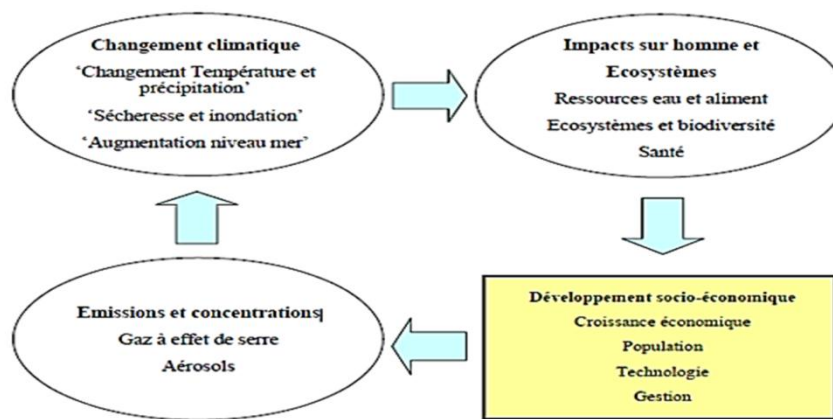 Changement climatique
‘Changement Température et
précipitation’
‘Sécheresse et inondation’
‘Augmentation niveau mer’
Impacts sur homme et
Ecosystèmes
Ressources eau et aliment
Ecosystèmes et biodiversité
Santé
Emissions et concentrations
Gaz à effet de serre
Aérosols
Développement socio-économique
Croissance économique
Population
Technologie
Gestion